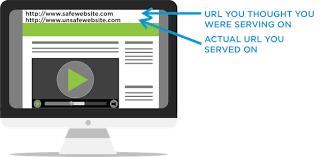 http://www.safewebsite.com
http://www.unsafewebsite.com
URL YOU THOUGHT YOU
WERE SERVING ON
ACTUAL URL YOU
SERVED ON